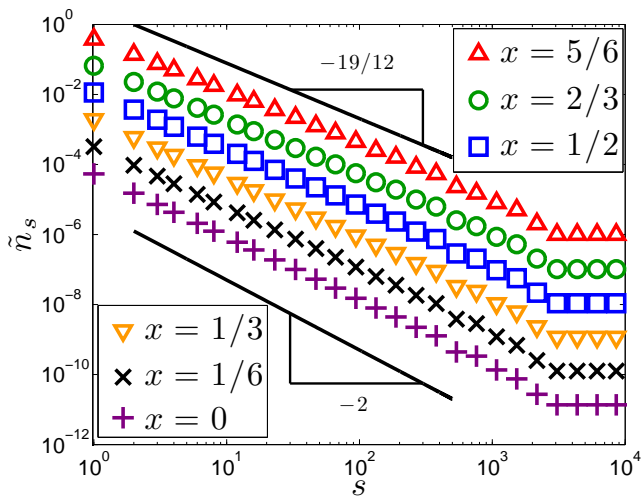 10^0
10^{-2}
10^{-4}
10^{-6}
10^{-8}
10^{-10}
10^{-12}
ñ_s
−19/12
x = 5/6
x = 2/3
x = 1/2
x = 1/3
x = 1/6
x = 0
−2
10^0
10^1
10^2
10^3
10^4
s